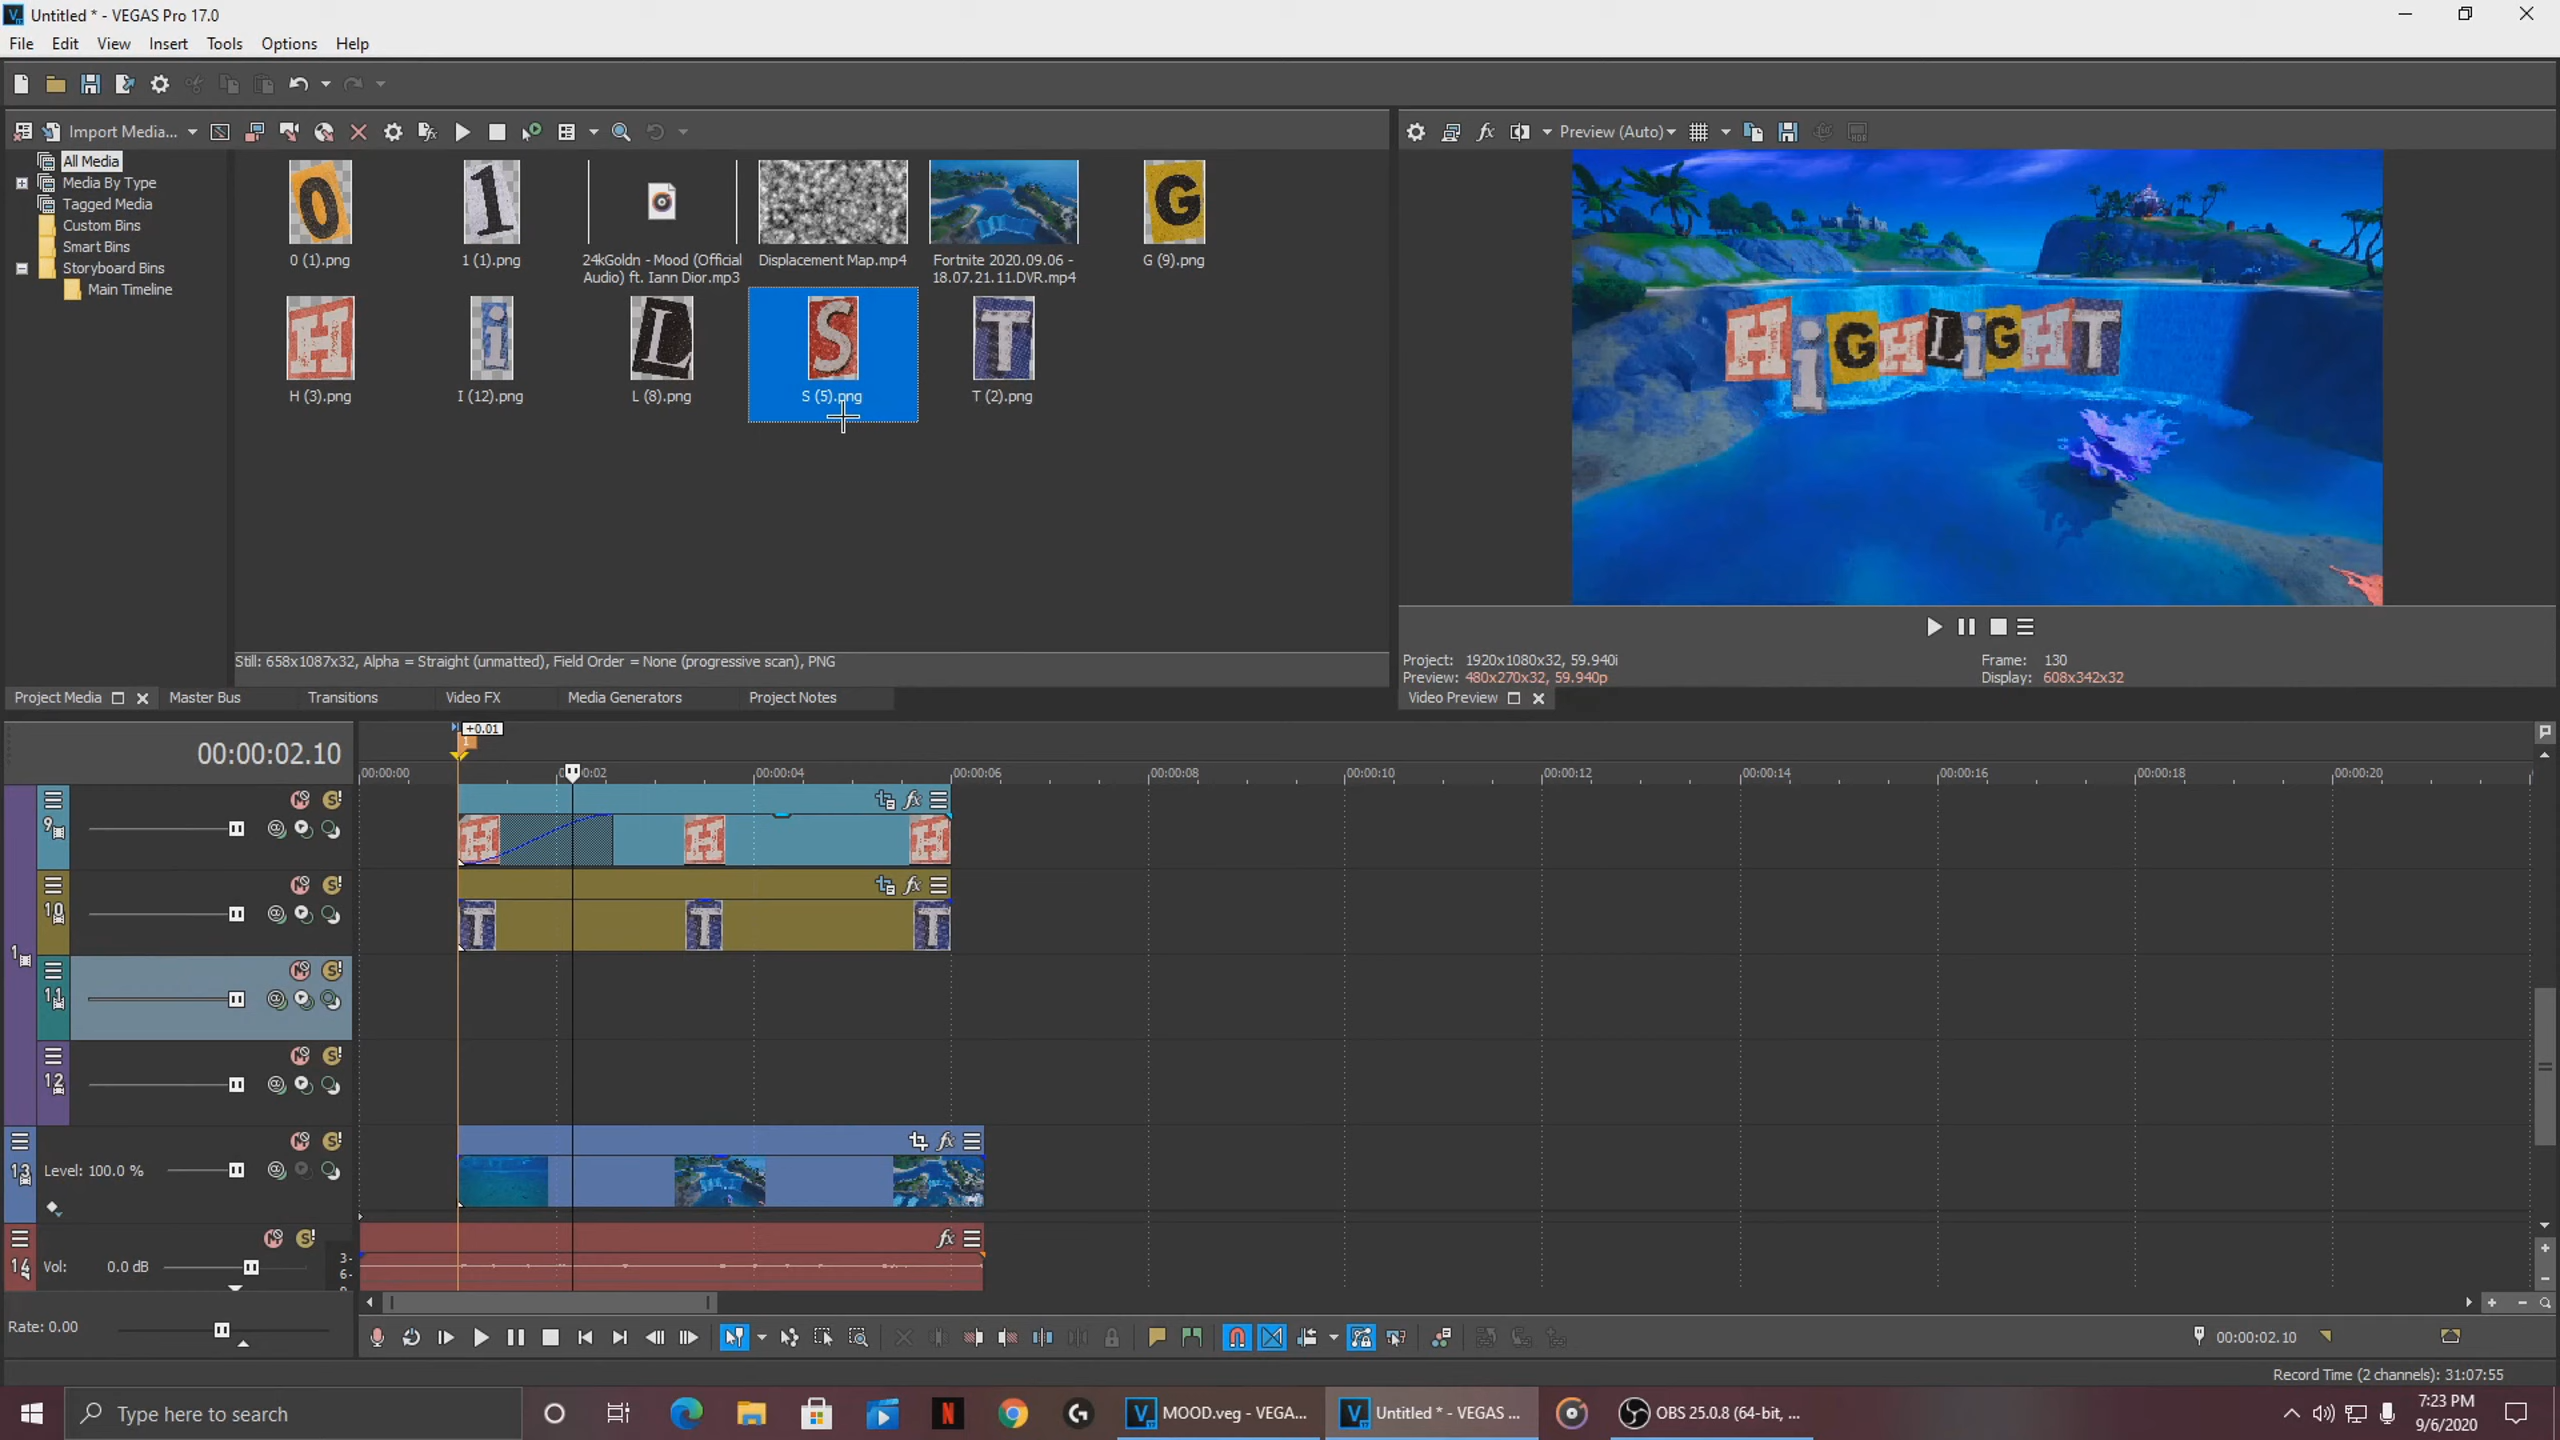 Untitled * - VEGAS Pro 17.0
File Edit View Insert Tools Options Help
Import Media...
Preview (Auto)
All Media
Media By Type
Tagged Media
Custom Bins
Smart Bins
Storyboard Bins
Main Timeline
0 (1).png
1 (1).png
24kGoldn - Mood (Official Audio) ft. Iann Dior.mp3
Displacement Map.mp4
Fortnite 2020.09.06 - 18.07.21.11.DVR.mp4
G (9).png
H (3).png
I (12).png
L (8).png
S (5).png
T (2).png
HiGHLiGHT
Still: 658x1087x32, Alpha = Straight (unmatted), Field Order = None (progressive scan), PNG
Project: 1920x1080x32, 59.940i
Preview: 480x270x32, 59.940p
Frame: 130
Display: 608x342x32
Project Media
Master Bus
Transitions
Video FX
Media Generators
Project Notes
Video Preview
+0.01
1
00:00:02.10
00:00:00
0:02
00:00:04
00:00:06
00:00:08
00:00:10
00:00:12
00:00:14
00:00:16
00:00:18
00:00:20
9
H H H
10
T T T
1
11
12
13
Level: 100.0 %
14
Vol: 0.0 dB
3-
6-
Rate: 0.00
00:00:02.10
Record Time (2 channels): 31:07:55
Type here to search
MOOD.veg - VEGA...
Untitled * - VEGAS ...
OBS 25.0.8 (64-bit, ...
7:23 PM
9/6/2020